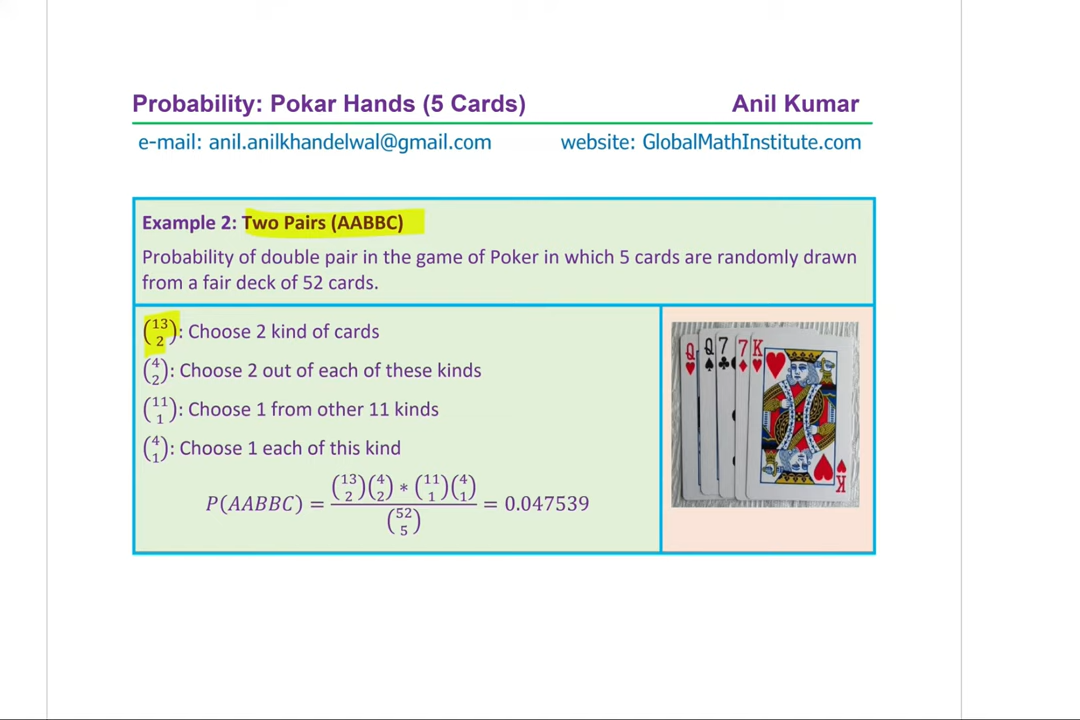 Probability: Pokar Hands (5 Cards) Anil Kumar
e-mail: anil.anilkhandelwal@gmail.com website: GlobalMathInstitute.com
Example 2: Two Pairs (AABBC)
Probability of double pair in the game of Poker in which 5 cards are randomly drawn
from a fair deck of 52 cards.
(13 2): Choose 2 kind of cards
(4 2): Choose 2 out of each of these kinds
(11 1): Choose 1 from other 11 kinds
(4 1): Choose 1 each of this kind
P(AABBC) = (13 2)(4 2) * (11 1)(4 1) / (52 5) = 0.047539
Q Q 7 7 K
K